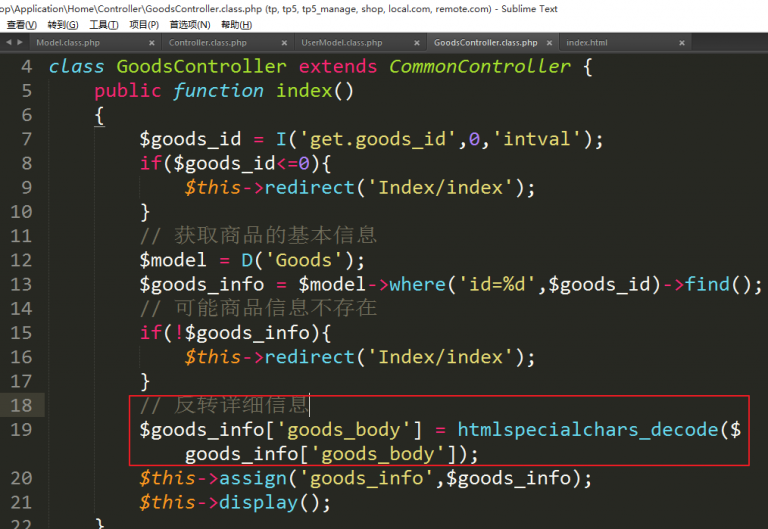 op\Application\Home\Controller\GoodsController.class.php (tp, tp5, tp5_manage, shop, local.com, remote.com) - Sublime Text
查看(V) 转到(G) 工具(T) 项目(P) 首选项(N) 帮助(H)
Model.class.php × Controller.class.php × UserModel.class.php × GoodsController.class.php × index.html ×
4 class GoodsController extends CommonController {
5 public function index()
6 {
7 $goods_id = I('get.goods_id',0,'intval');
8 if($goods_id<=0){
9 $this->redirect('Index/index');
10 }
11 // 获取商品的基本信息
12 $model = D('Goods');
13 $goods_info = $model->where('id=%d',$goods_id)->find();
14 // 可能商品信息不存在
15 if(!$goods_info){
16 $this->redirect('Index/index');
17 }
18 // 反转详细信息
19 $goods_info['goods_body'] = htmlspecialchars_decode($
goods_info['goods_body']);
20 $this->assign('goods_info',$goods_info);
21 $this->display();
22 }